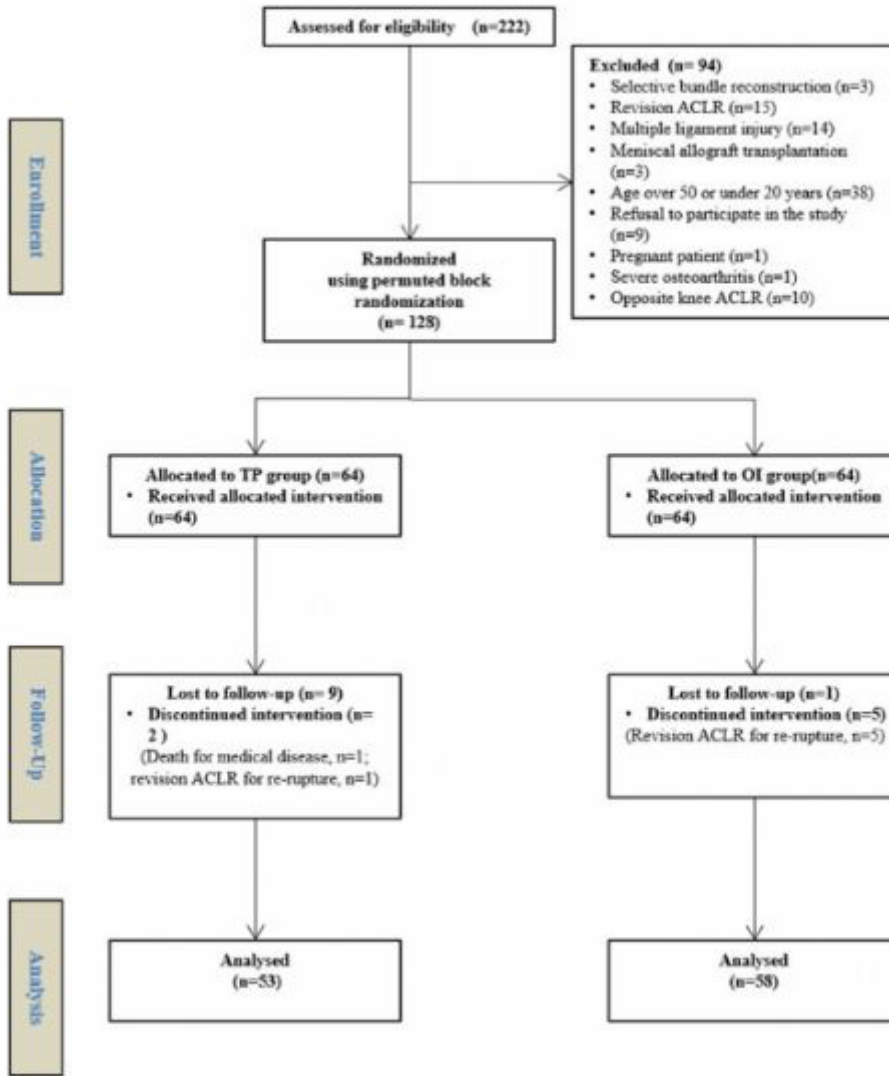 Assessed for eligibility (n=222)
Excluded (n= 94)
• Selective bundle reconstruction (n=3)
• Revision ACLR (n=15)
• Multiple ligament injury (n=14)
• Meniscal allograft transplantation
(n=3)
• Age over 50 or under 20 years (n=38)
• Refusal to participate in the study
(n=9)
• Pregnant patient (n=1)
• Severe osteoarthritis (n=1)
• Opposite knee ACLR (n=10)
Enrollment
Randomized
using permuted block
randomization
(n= 128)
Allocation
Allocated to TP group (n=64)
• Received allocated intervention
(n=64)
Allocated to OI group(n=64)
• Received allocated intervention
(n=64)
Follow-Up
Lost to follow-up (n= 9)
• Discontinued intervention (n=
2 )
(Death for medical disease, n=1;
revision ACLR for re-rupture, n=1)
Lost to follow-up (n=1)
• Discontinued intervention (n=5)
(Revision ACLR for re-rupture, n=5)
Analysis
Analysed
(n=53)
Analysed
(n=58)